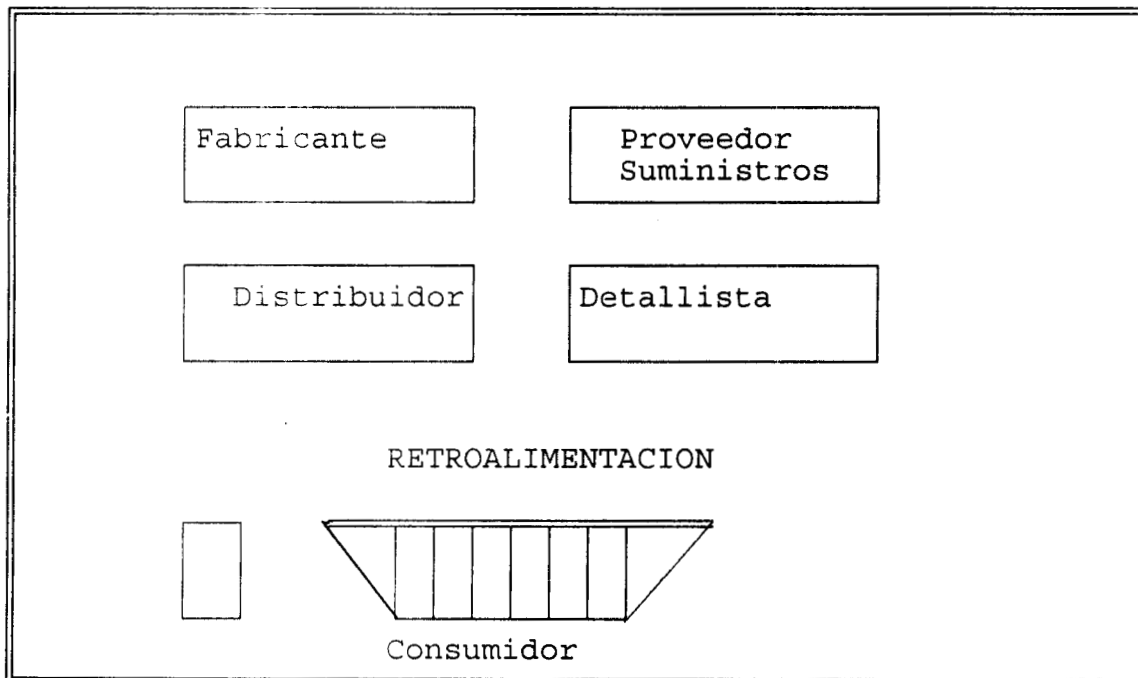 Fabricante
Proveedor
Suministros
Distribuidor
Detallista
RETROALIMENTACION
Consumidor